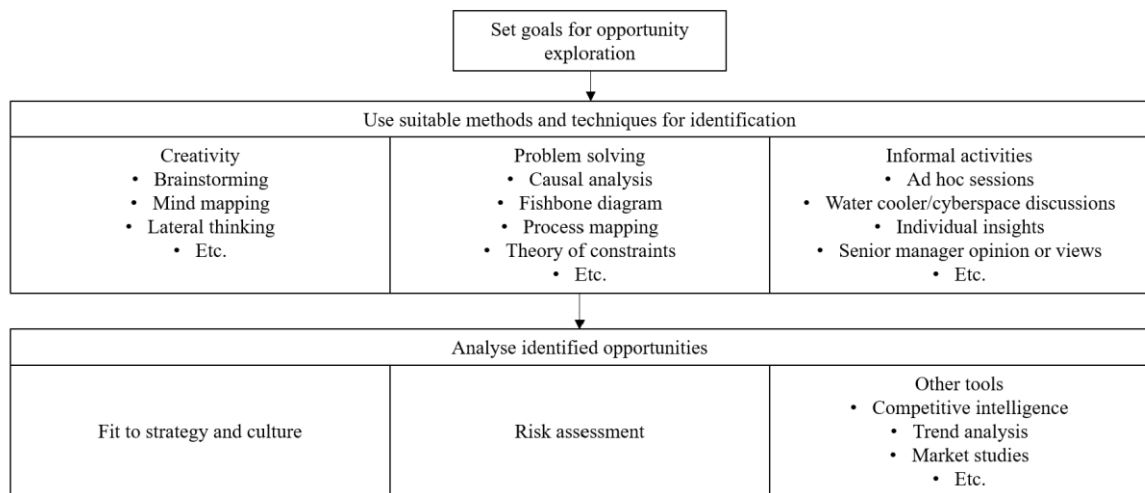 Set goals for opportunity
exploration
Use suitable methods and techniques for identification
Creativity
• Brainstorming
• Mind mapping
• Lateral thinking
• Etc.
Problem solving
• Causal analysis
• Fishbone diagram
• Process mapping
• Theory of constraints
• Etc.
Informal activities
• Ad hoc sessions
• Water cooler/cyberspace discussions
• Individual insights
• Senior manager opinion or views
• Etc.
Analyse identified opportunities
Fit to strategy and culture
Risk assessment
Other tools
• Competitive intelligence
• Trend analysis
• Market studies
• Etc.